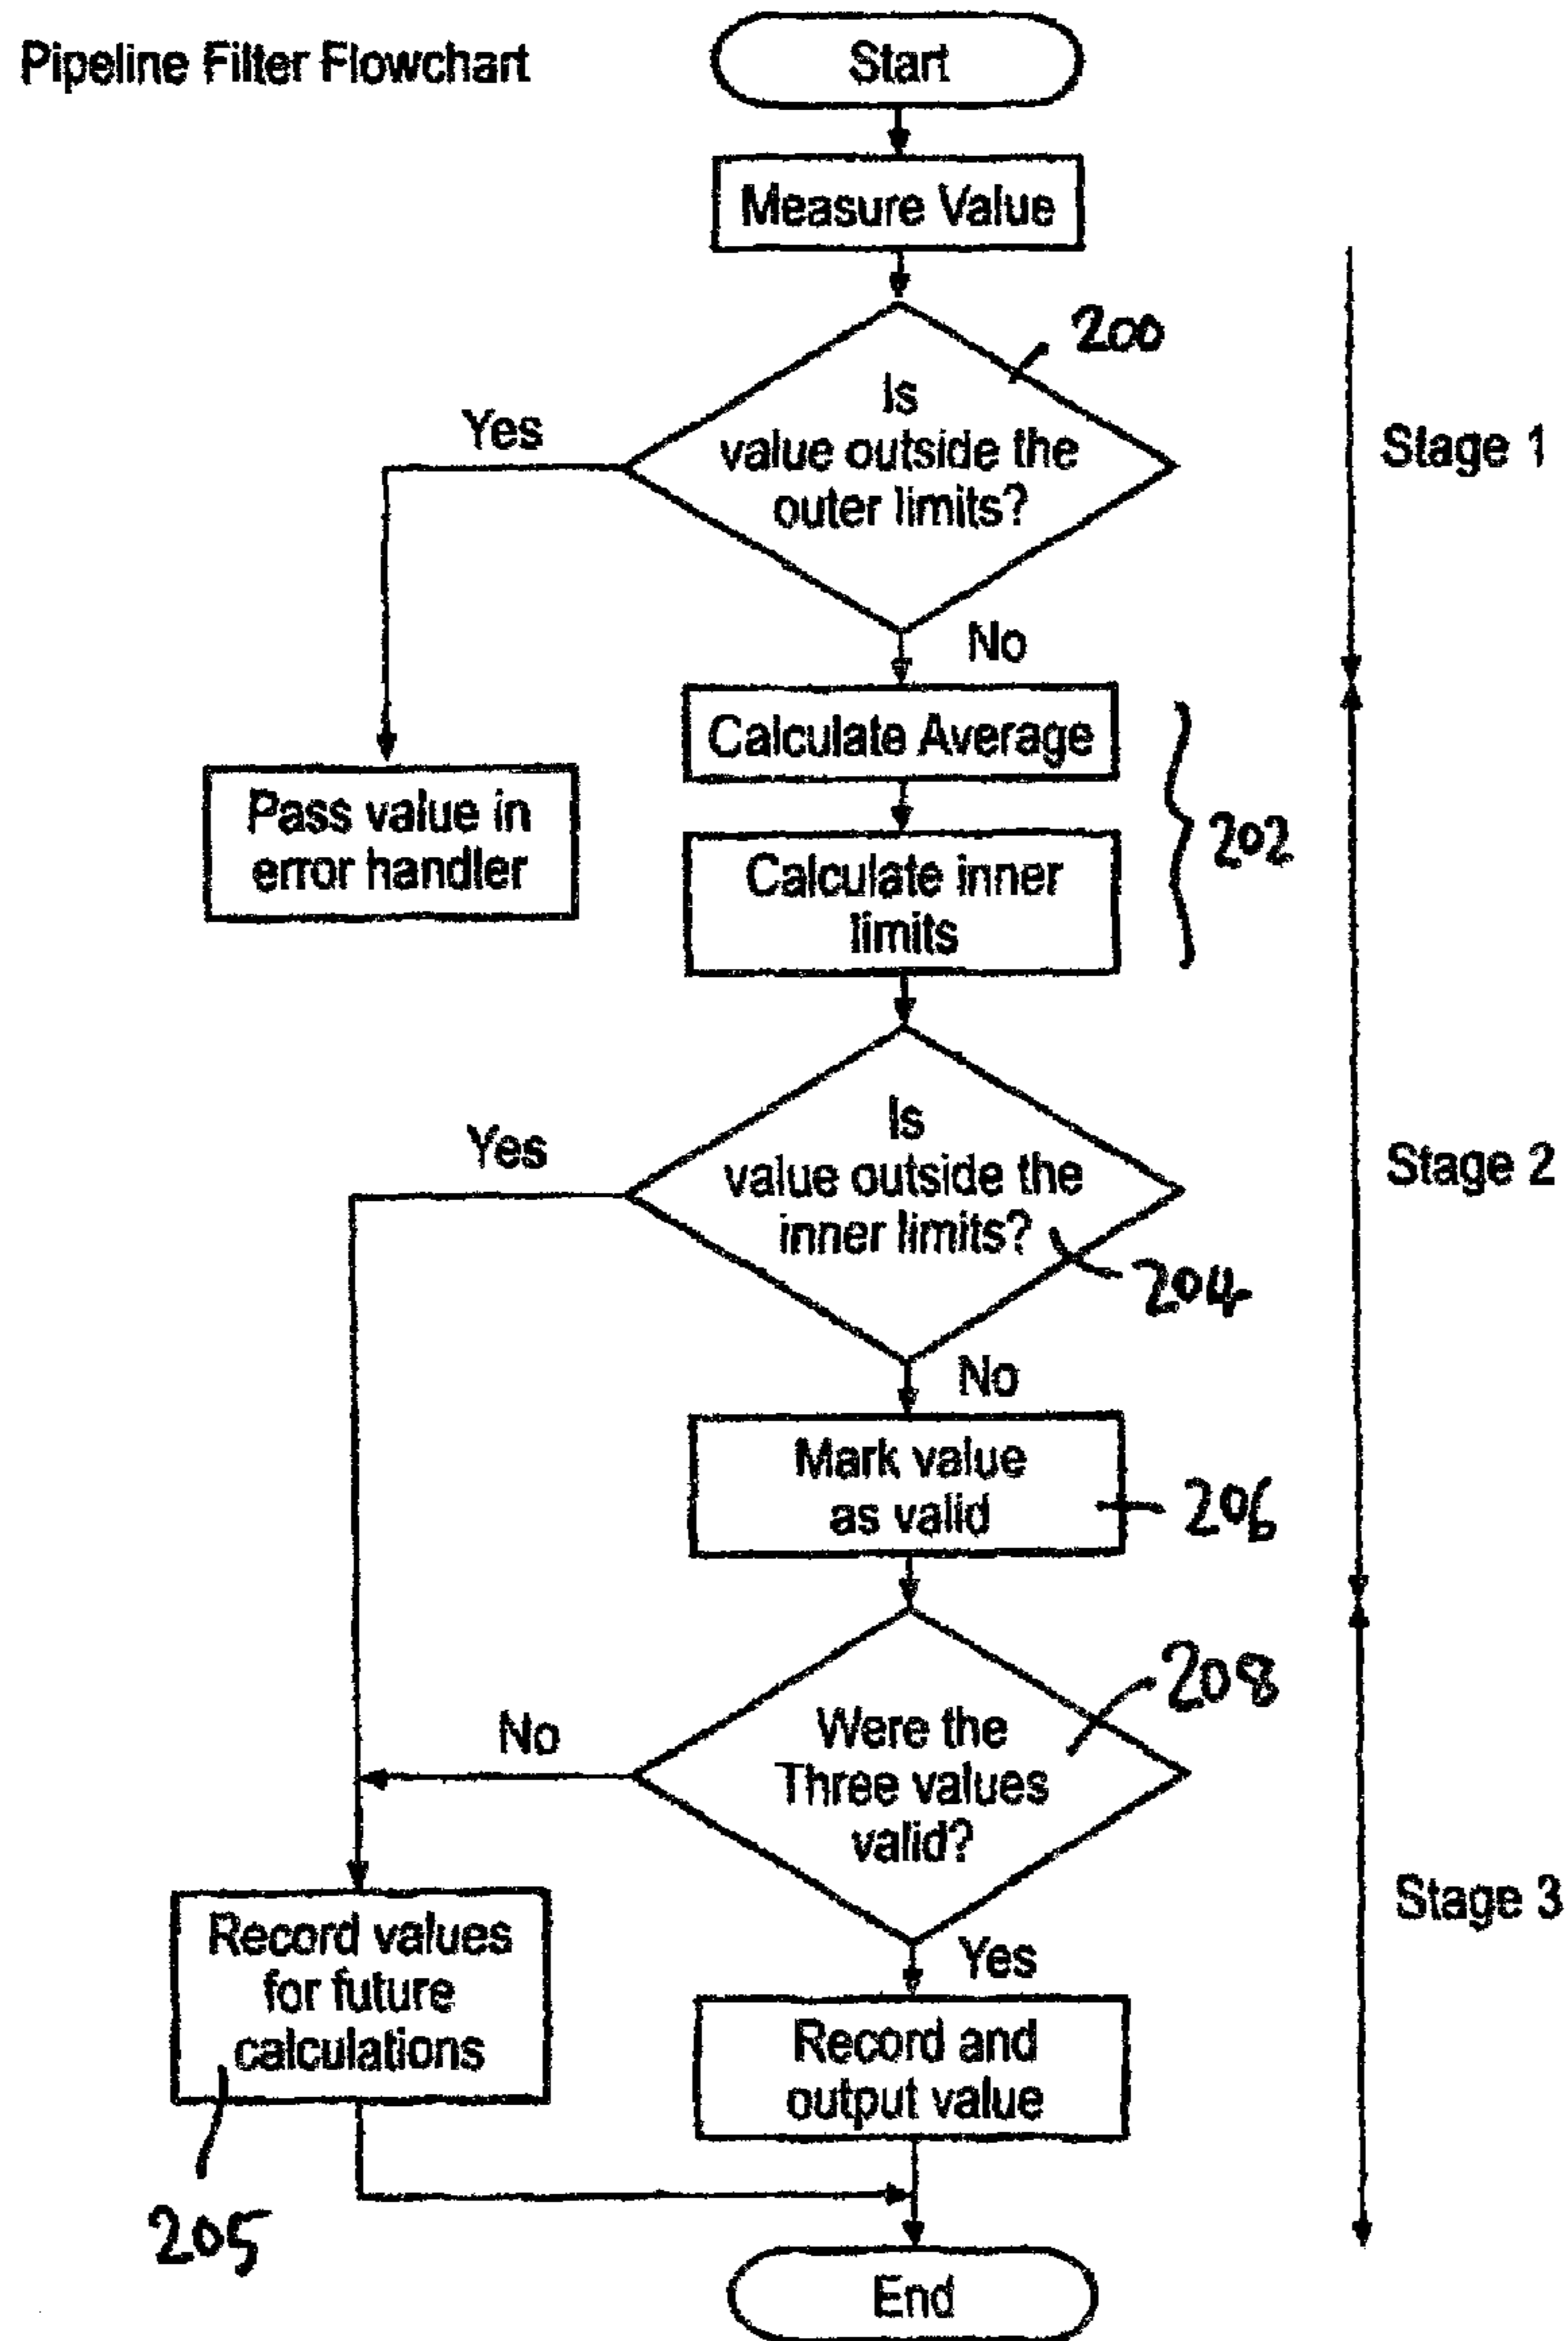 Pipeline Filter Flowchart
Start
Measure Value
200
Is
value outside the
outer limits?
Yes
Stage 1
No
Calculate Average
Pass value in
error handler
202
Calculate inner
limits
Is
value outside the
inner limits?
Yes
Stage 2
204
No
Mark value
as valid
206
208
Were the
Three values
valid?
No
Stage 3
Record values
for future
calculations
Yes
Record and
output value
205
End